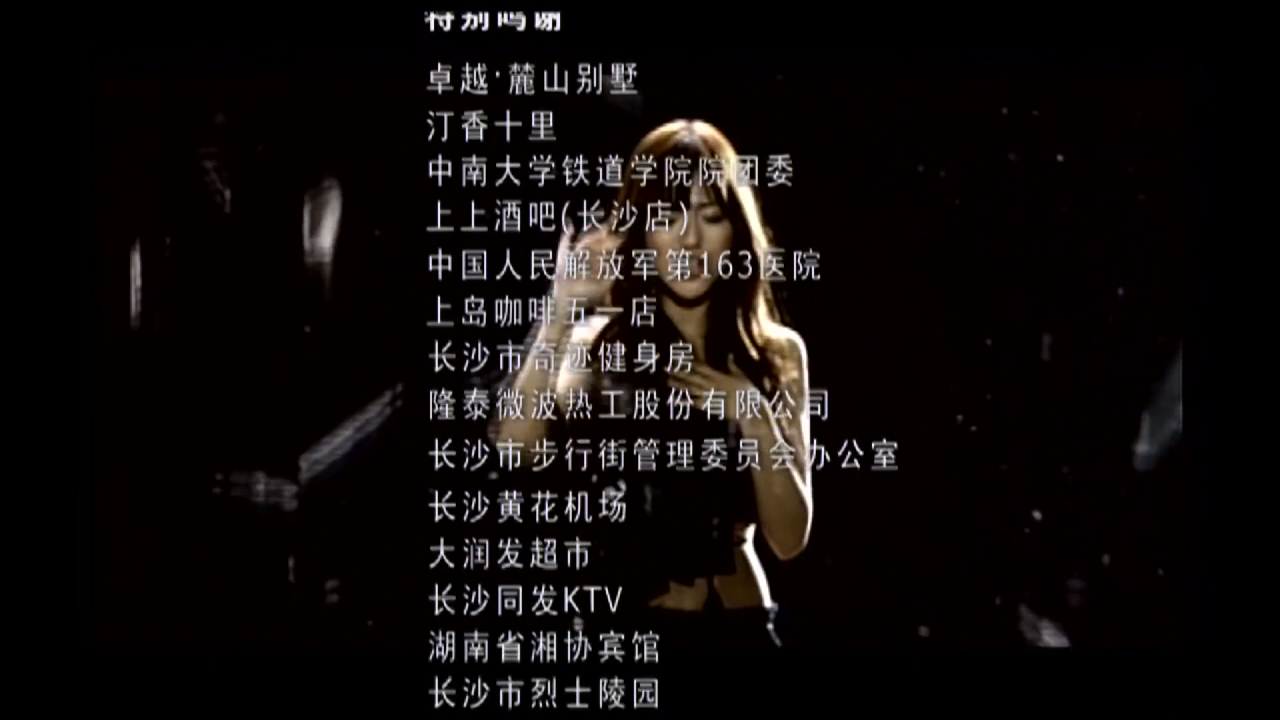 特别鸣谢
卓越·麓山别墅
汀香十里
中南大学铁道学院院团委
上上酒吧(长沙店)
中国人民解放军第163医院
上岛咖啡五一店
长沙市奇迹健身房
隆泰微波热工股份有限公司
长沙市步行街管理委员会办公室
长沙黄花机场
大润发超市
长沙同发KTV
湖南省湘协宾馆
长沙市烈士陵园